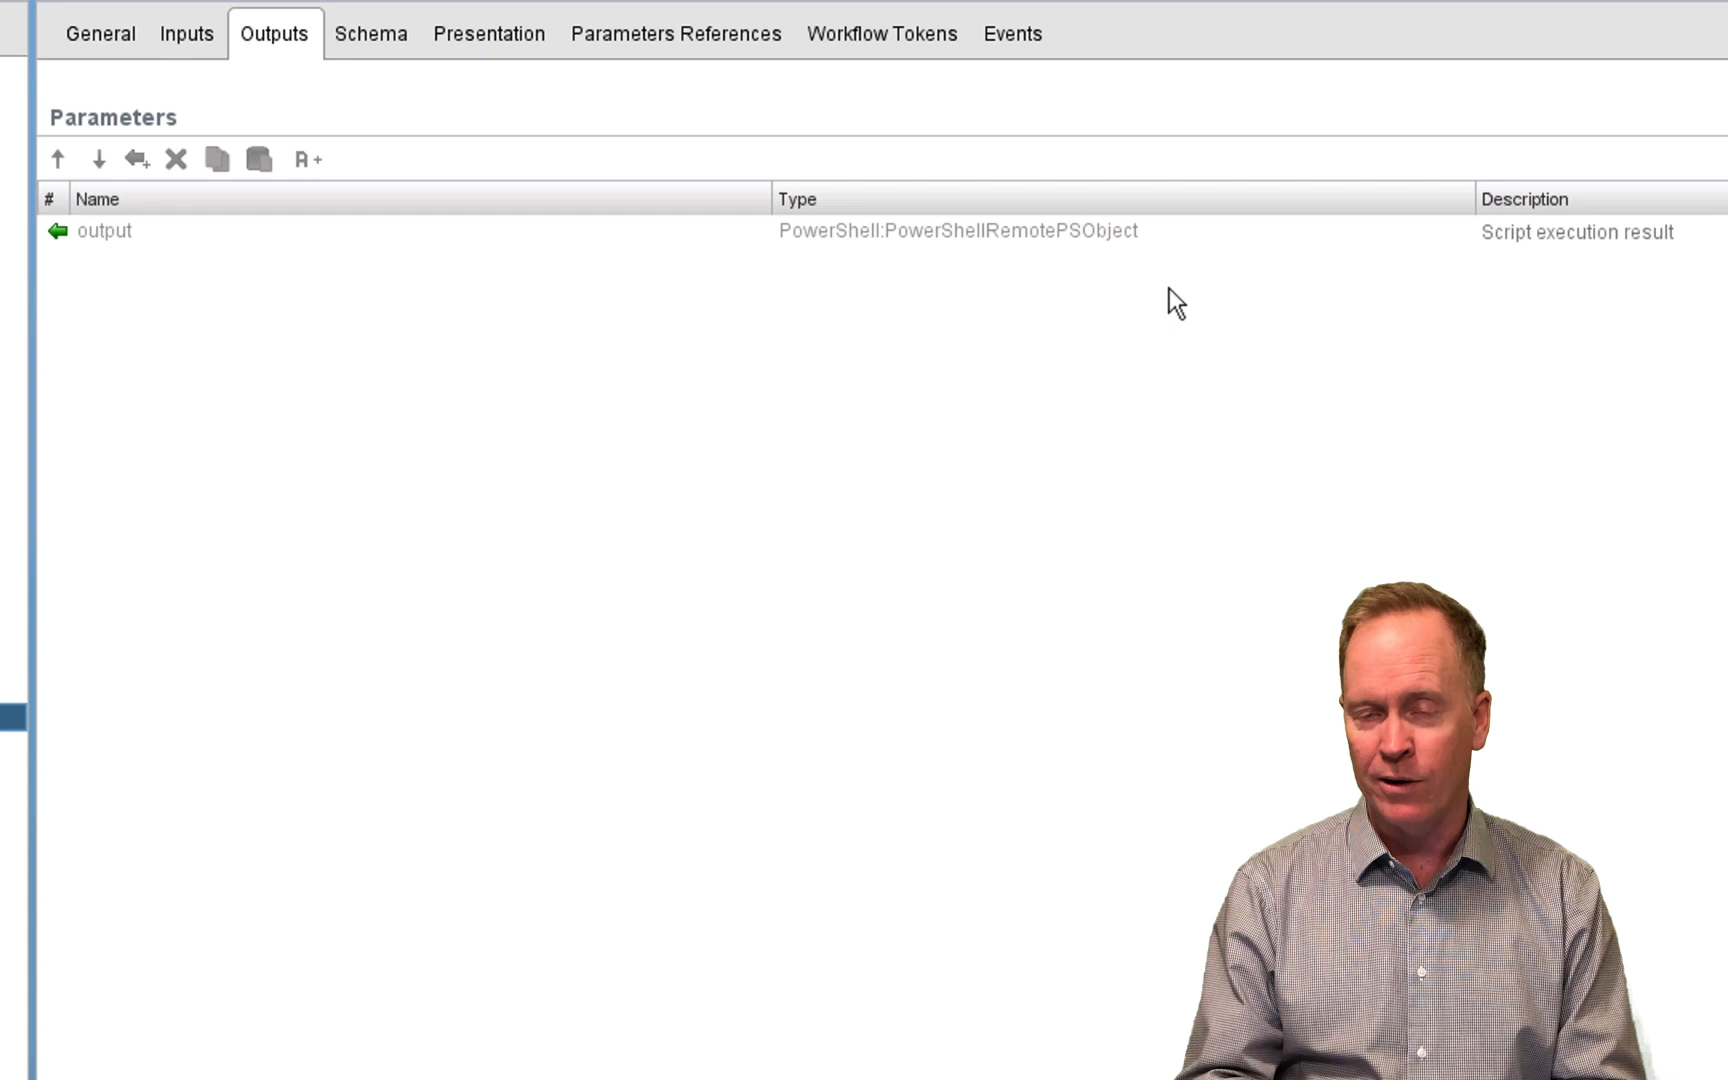 General Inputs Outputs Schema Presentation Parameters References Workflow Tokens Events
Parameters
A +
# Name Type Description
output PowerShell:PowerShellRemotePSObject Script execution result